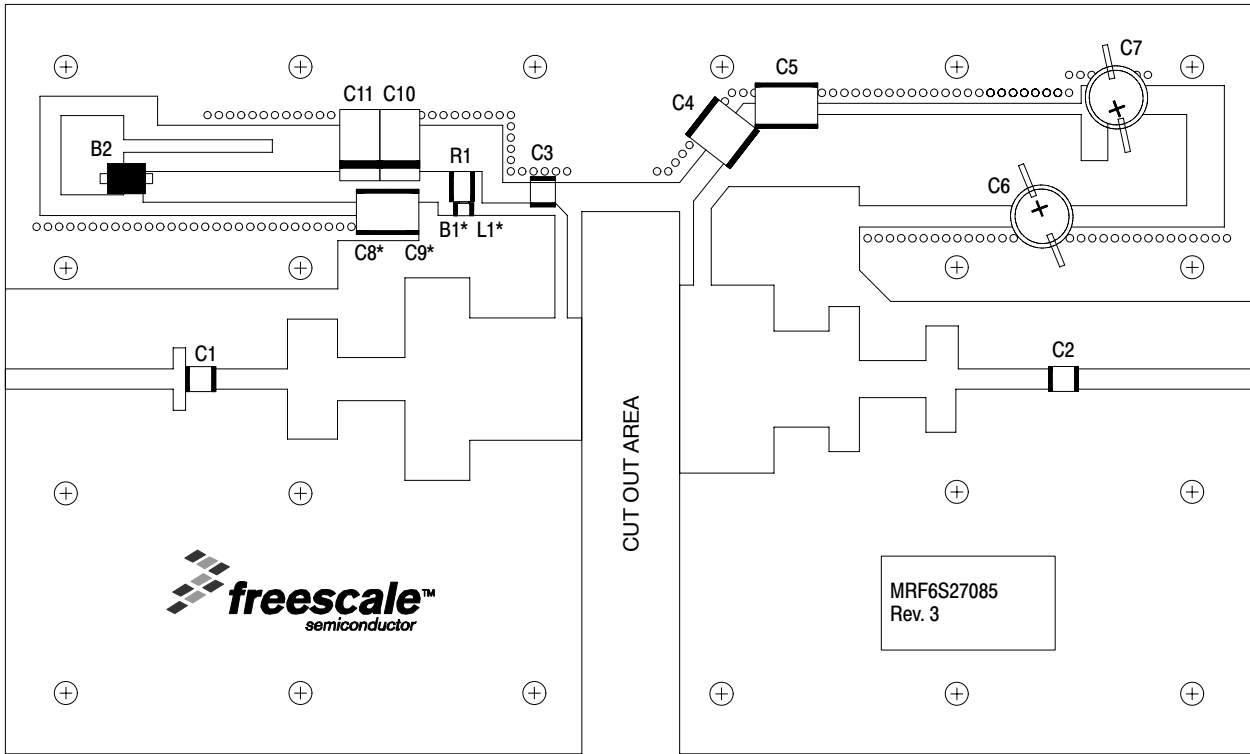 C7
C5
C11 C10
C4
B2
R1
C3
C6
B1* L1*
C8* C9*
C1
C2
CUT OUT AREA
freescale™
semiconductor
MRF6S27085
Rev. 3